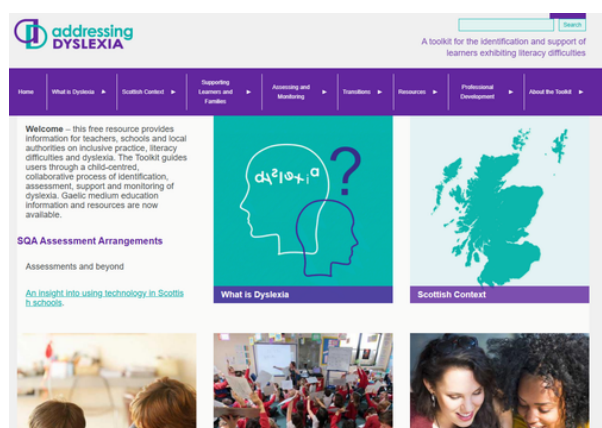 addressing
DYSLEXIA
Search
A toolkit for the identification and support of
learners exhibiting literacy difficulties
Home
What is Dyslexia
Scottish Context
Supporting
Learners and
Families
Assessing and
Monitoring
Transitions
Resources
Professional
Development
About the Toolkit
Welcome – this free resource provides
information for teachers, schools and local
authorities on inclusive practice, literacy
difficulties and dyslexia. The Toolkit guides
users through a child-centred,
collaborative process of identification,
assessment, support and monitoring of
dyslexia. Gaelic medium education
information and resources are now
available.
SQA Assessment Arrangements
Assessments and beyond
An insight into using technology in Scottis
h schools.
?
What is Dyslexia
Scottish Context